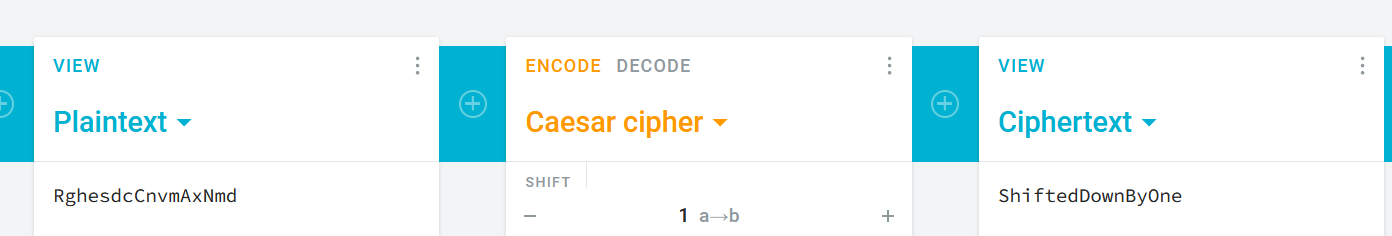 VIEW
Plaintext
RghesdcCnvmAxNmd
ENCODE DECODE
Caesar cipher
SHIFT
− 1 a→b +
VIEW
Ciphertext
ShiftedDownByOne